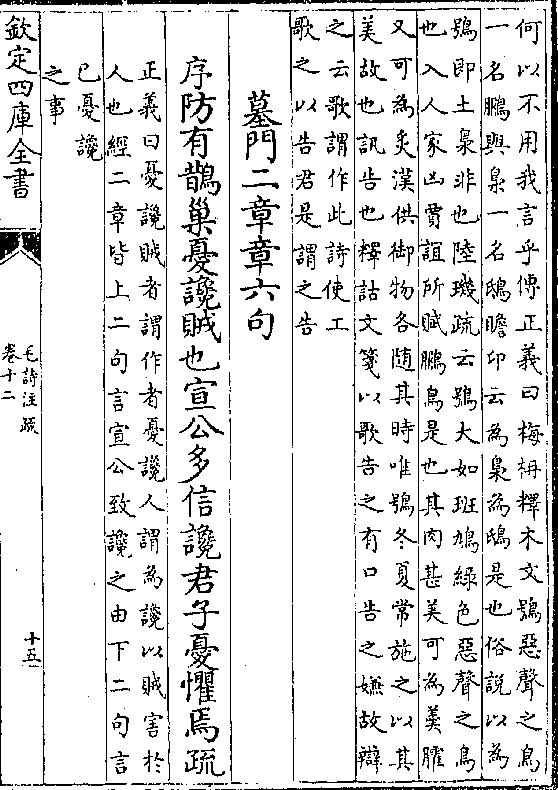 何以不用我言乎傳正義曰梅枏釋木文鴞惡聲之鳥
一名鵩與梟一名鴟瞻卬云為梟為鴟是也俗說以為
鴞即土梟非也陸璣疏云鴞大如班鳩綠色惡聲之鳥
也入人家凶賈誼所賦鵩鳥是也其肉甚美可為羹臛
又可為炙漢供御物各随其時唯鴞冬夏常施之以其
美故也訊告也釋詁文箋以歌告之有口告之嫌故辯
之云歌謂作此詩使工
歌之以告君是謂之告
墓門二章章六句
序防有鵲巢憂讒賊也宣公多信讒君子憂懼焉疏
正義曰憂讒賊者謂作者憂讒人謂為讒以賊害於
人也經二章皆上二句言宣公致讒之由下二句言
已憂讒
之事
欽定四庫全書
毛詩注疏
卷十二
十五